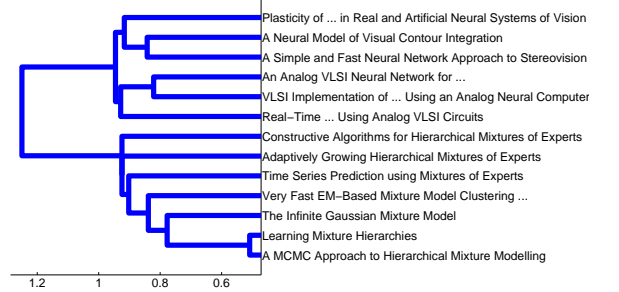 Plasticity of ... in Real and Artificial Neural Systems of Vision
A Neural Model of Visual Contour Integration
A Simple and Fast Neural Network Approach to Stereovision
An Analog VLSI Neural Network for ...
VLSI Implementation of ... Using an Analog Neural Computer
Real−Time ... Using Analog VLSI Circuits
Constructive Algorithms for Hierarchical Mixtures of Experts
Adaptively Growing Hierarchical Mixtures of Experts
Time Series Prediction using Mixtures of Experts
Very Fast EM−Based Mixture Model Clustering ...
The Infinite Gaussian Mixture Model
Learning Mixture Hierarchies
A MCMC Approach to Hierarchical Mixture Modelling
1.2 1 0.8 0.6